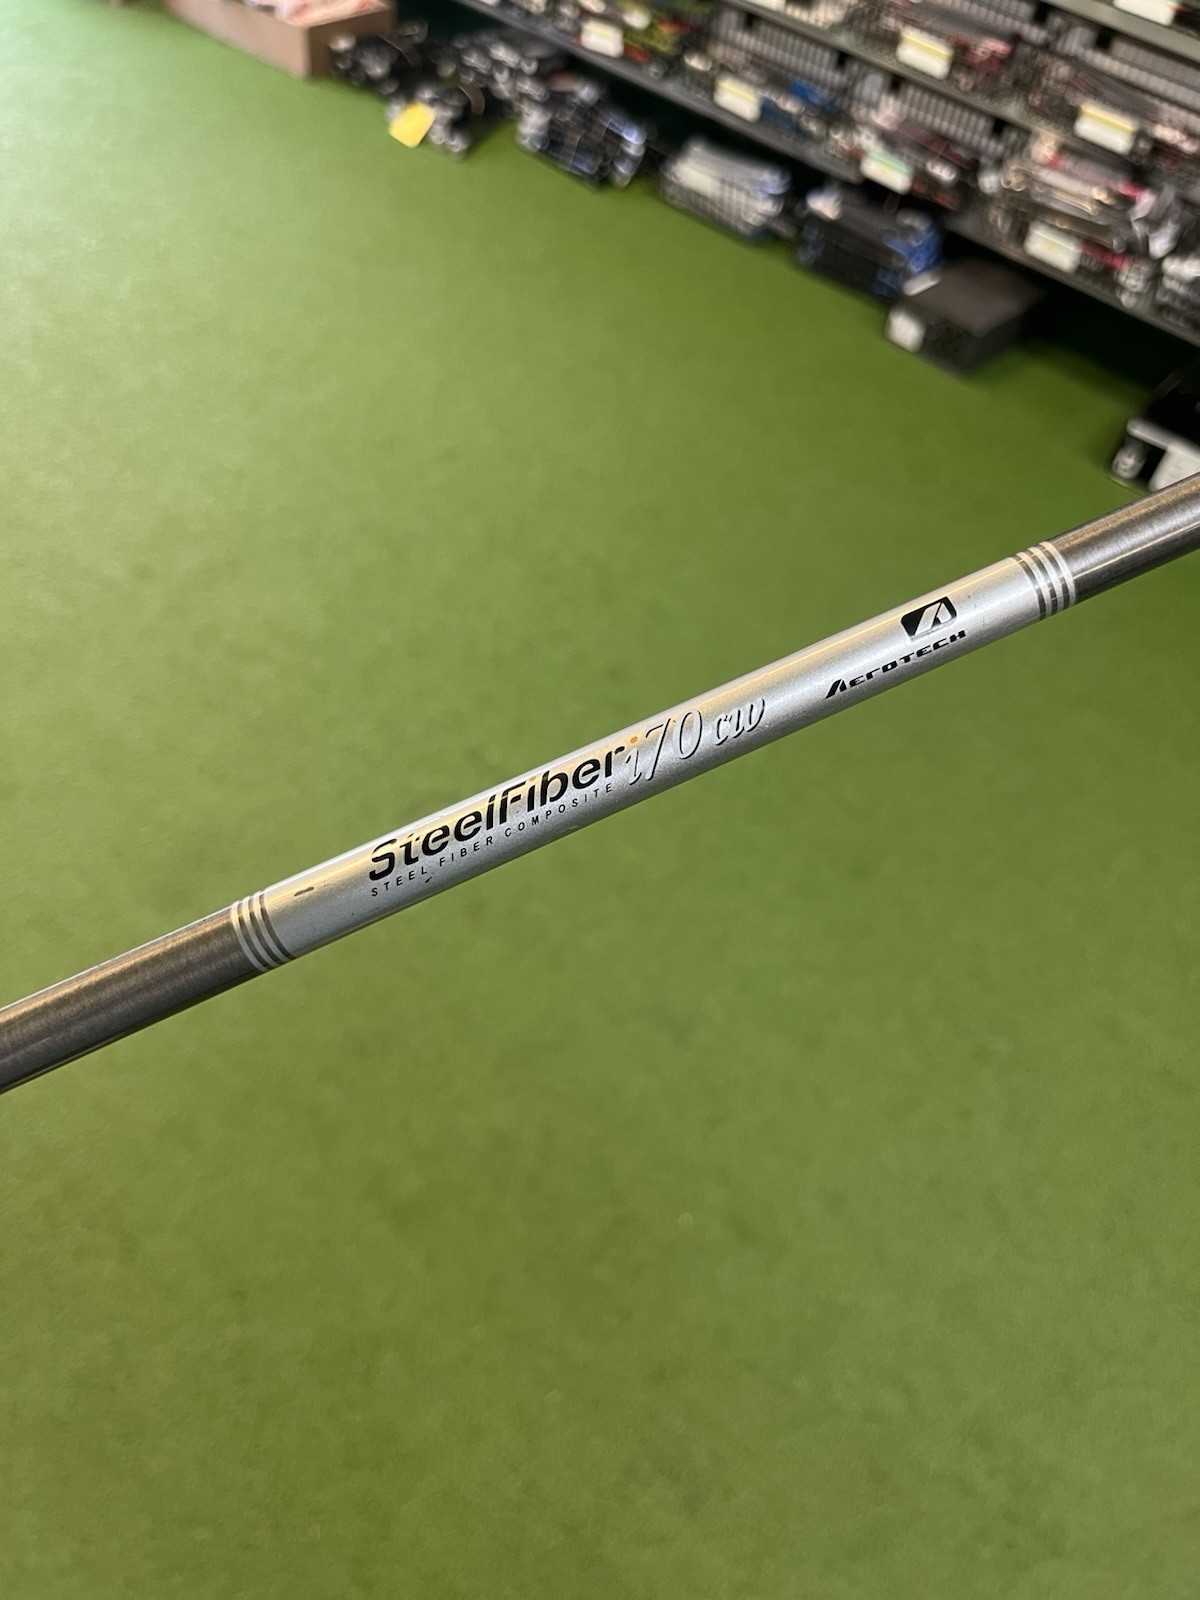 SteelFiber i70 cw
STEEL FIBER COMPOSITE
AEROTECH